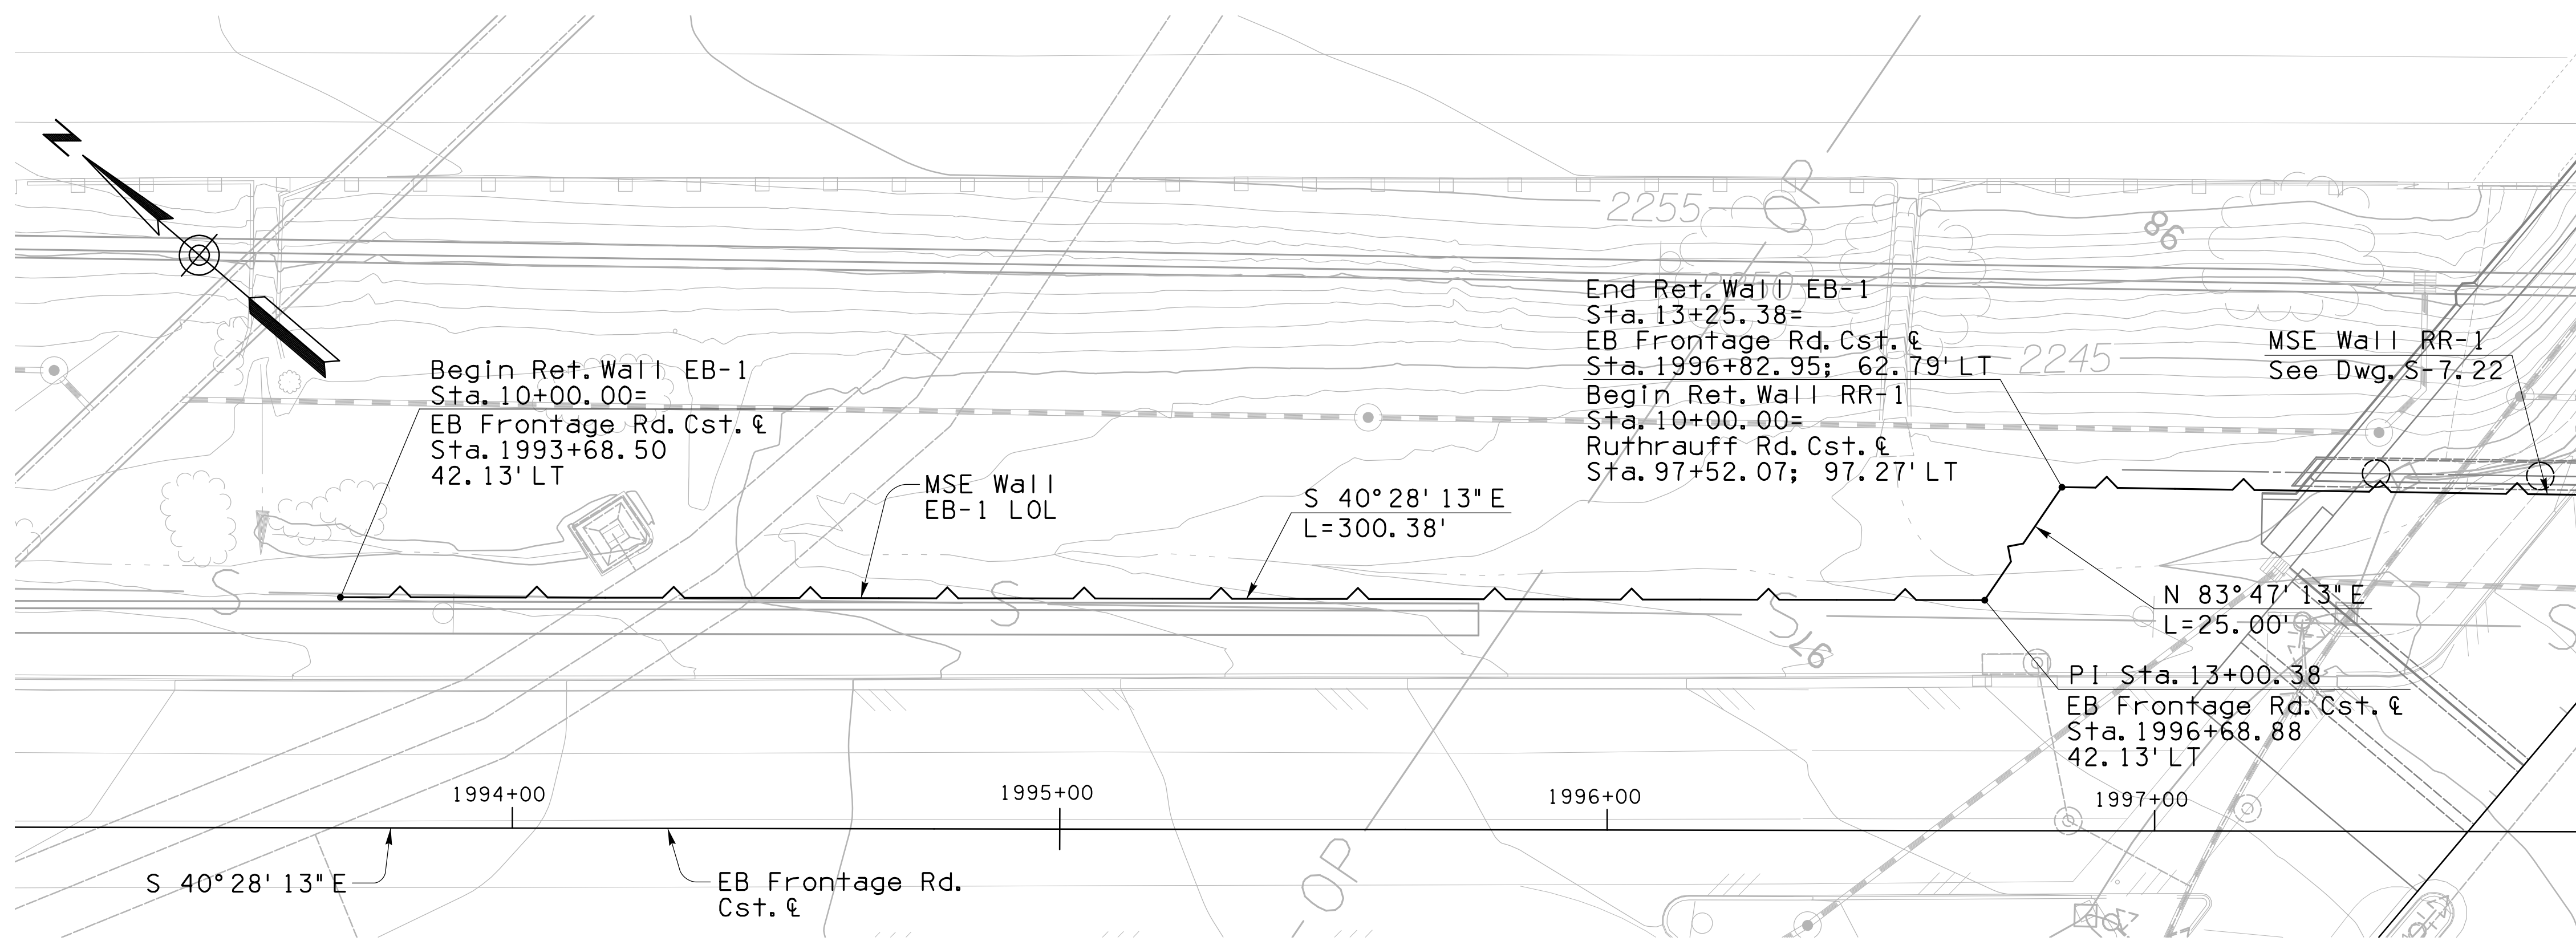 N
2255
OP
86
2250
End Ret. Wall EB-1
Sta. 13+25.38=
EB Frontage Rd. Cst. ℄
Sta. 1996+82.95; 62.79' LT
Begin Ret. Wall RR-1
Sta. 10+00.00=
Ruthrauff Rd. Cst. ℄
Sta. 97+52.07; 97.27' LT
2245
MSE Wall RR-1
See Dwg. S-7.22
Begin Ret. Wall EB-1
Sta. 10+00.00=
EB Frontage Rd. Cst. ℄
Sta. 1993+68.50
42.13' LT
MSE Wall
EB-1 LOL
S 40°28'13"E
L=300.38'
S
S
S
97
S
N 83°47'13"E
L=25.00'
PI Sta. 13+00.38
EB Frontage Rd. Cst. ℄
Sta. 1996+68.88
42.13' LT
1994+00
1995+00
1996+00
1997+00
S 40°28'13"E
EB Frontage Rd.
Cst. ℄
OP